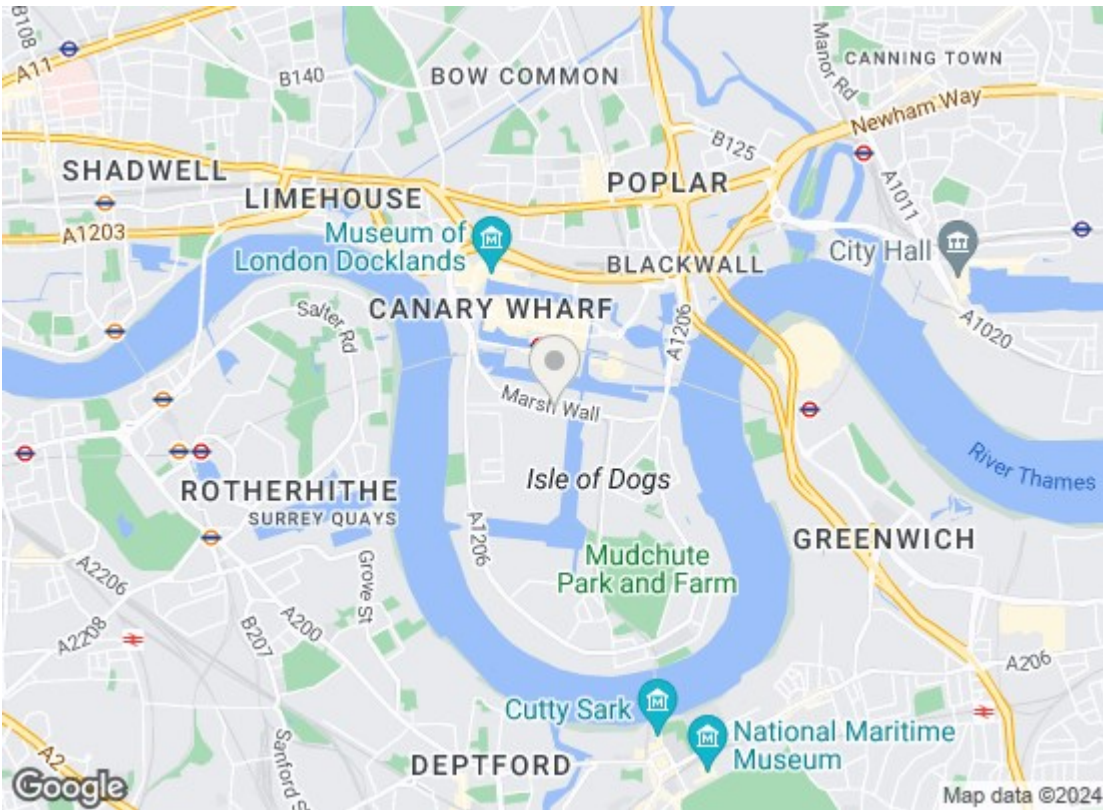 B108
A11
B140
BOW COMMON
Manor Rd
CANNING TOWN
Newham Way
B125
SHADWELL
LIMEHOUSE
POPLAR
A1011
A1203
Museum of
London Docklands
BLACKWALL
City Hall
CANARY WHARF
Salter Rd
A1206
A1020
Marsh Wall
River Thames
Isle of Dogs
ROTHERHITHE
SURREY QUAYS
A1206
GREENWICH
Mudchute
Park and Farm
A2206
Grove St
A2208
B207
A200
A206
Cutty Sark
National Maritime
Museum
A2
Sanford S
DEPTFORD
Google
Map data ©2024